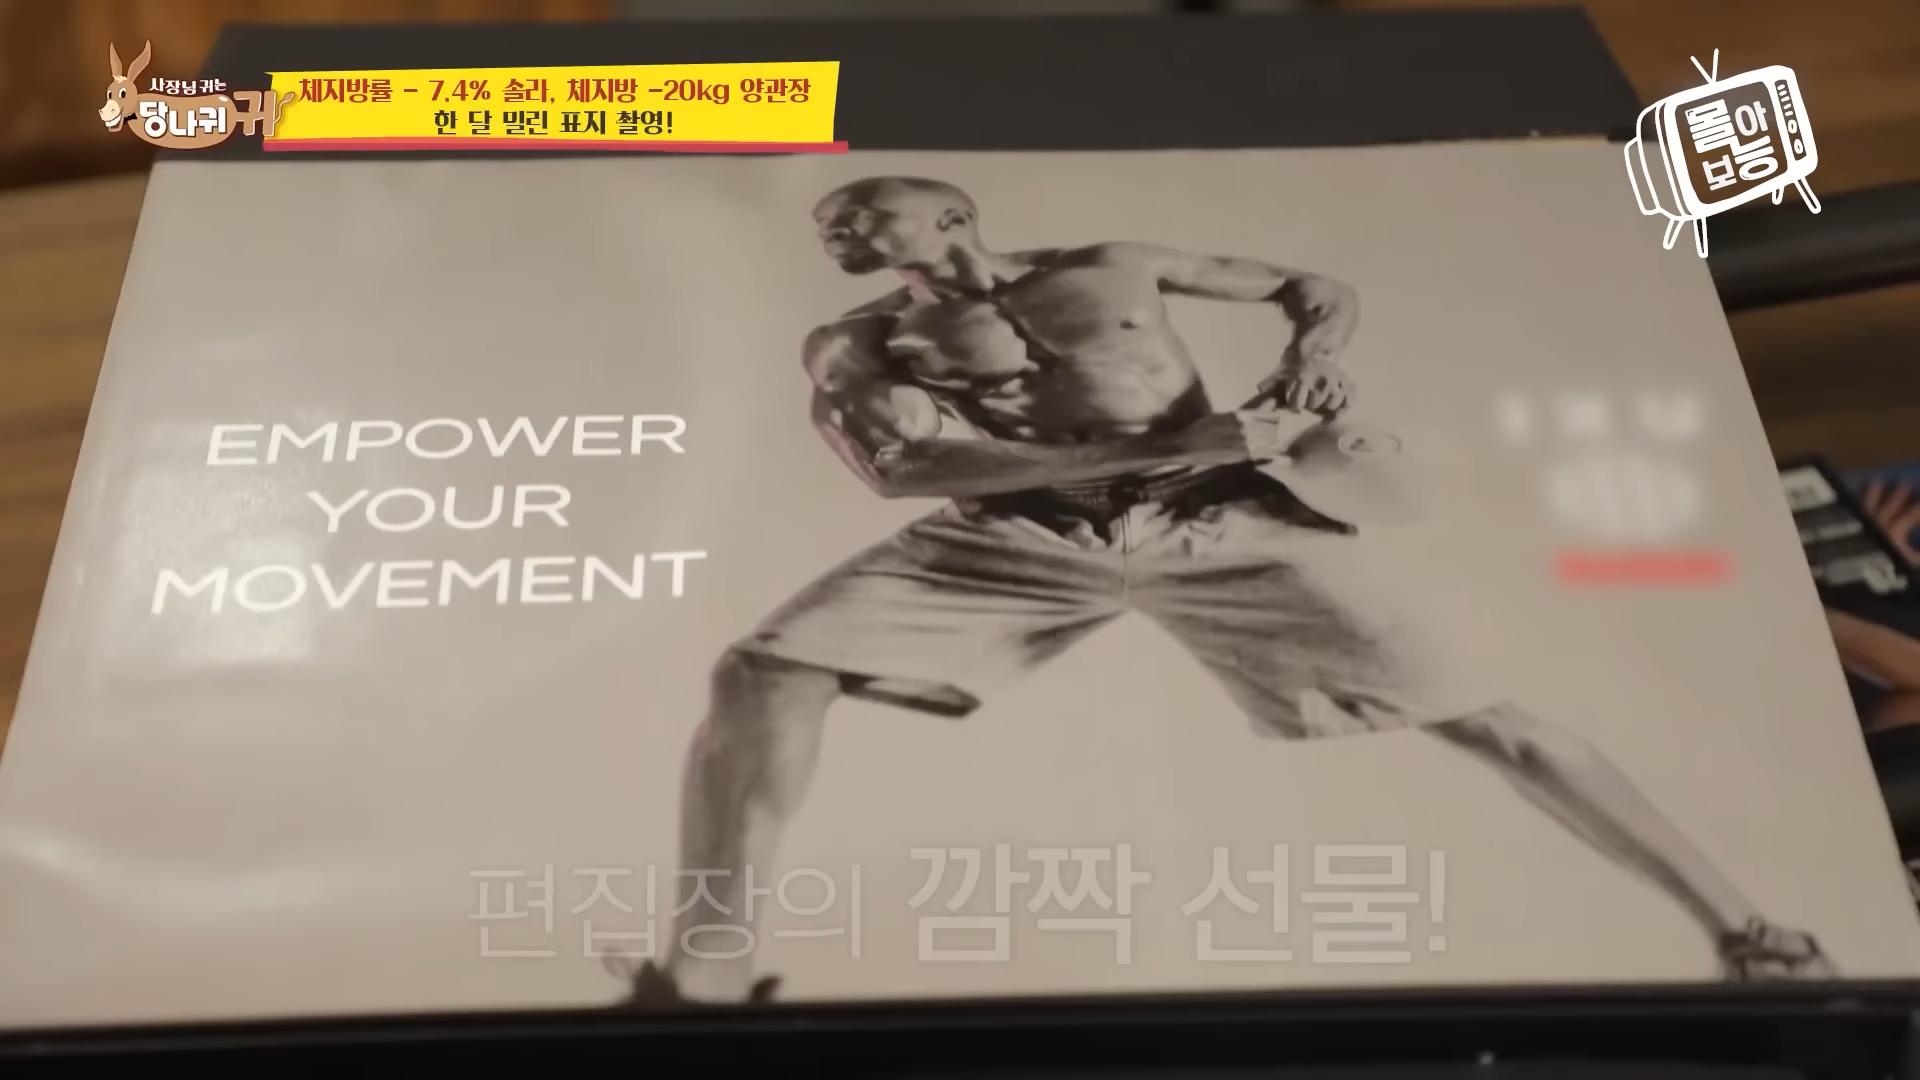 사장님 귀는
당나귀 귀
체지방률 - 7.4% 솔라, 체지방 -20kg 양관장
한 달 밀린 표지 촬영!
몰아
보는
EMPOWER
YOUR
MOVEMENT
편집장의 깜짝 선물!